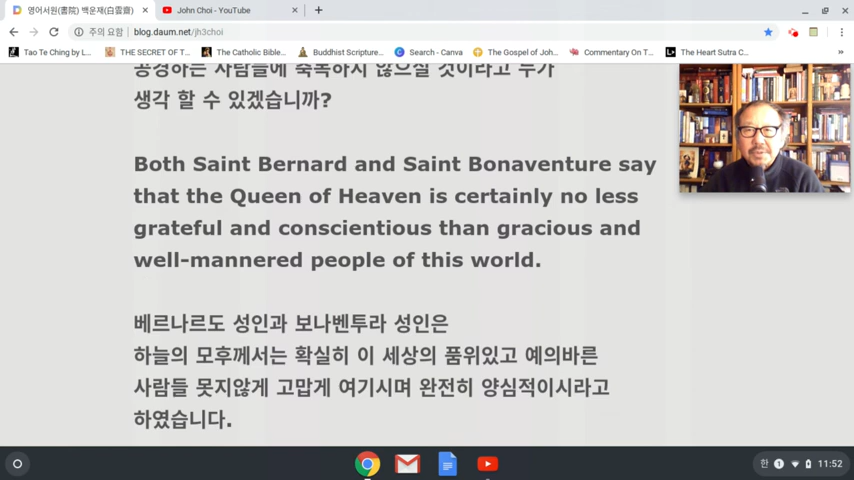 영어서원(書院) 백운재(白雲齋)
John Choi - YouTube
주의 요함
blog.daum.net/jh3choi
Tao Te Ching by L...
THE SECRET OF T...
The Catholic Bible...
Buddhist Scripture...
Search - Canva
The Gospel of Joh...
Commentary On T...
The Heart Sutra C...
»
공경하는 사람들에 축복하지 않으실 것이라고 누가
생각 할 수 있겠습니까?
Both Saint Bernard and Saint Bonaventure say
that the Queen of Heaven is certainly no less
grateful and conscientious than gracious and
well-mannered people of this world.
베르나르도 성인과 보나벤투라 성인은
하늘의 모후께서는 확실히 이 세상의 품위있고 예의바른
사람들 못지않게 고맙게 여기시며 완전히 양심적이시라고
하였습니다.
한 1 11:52